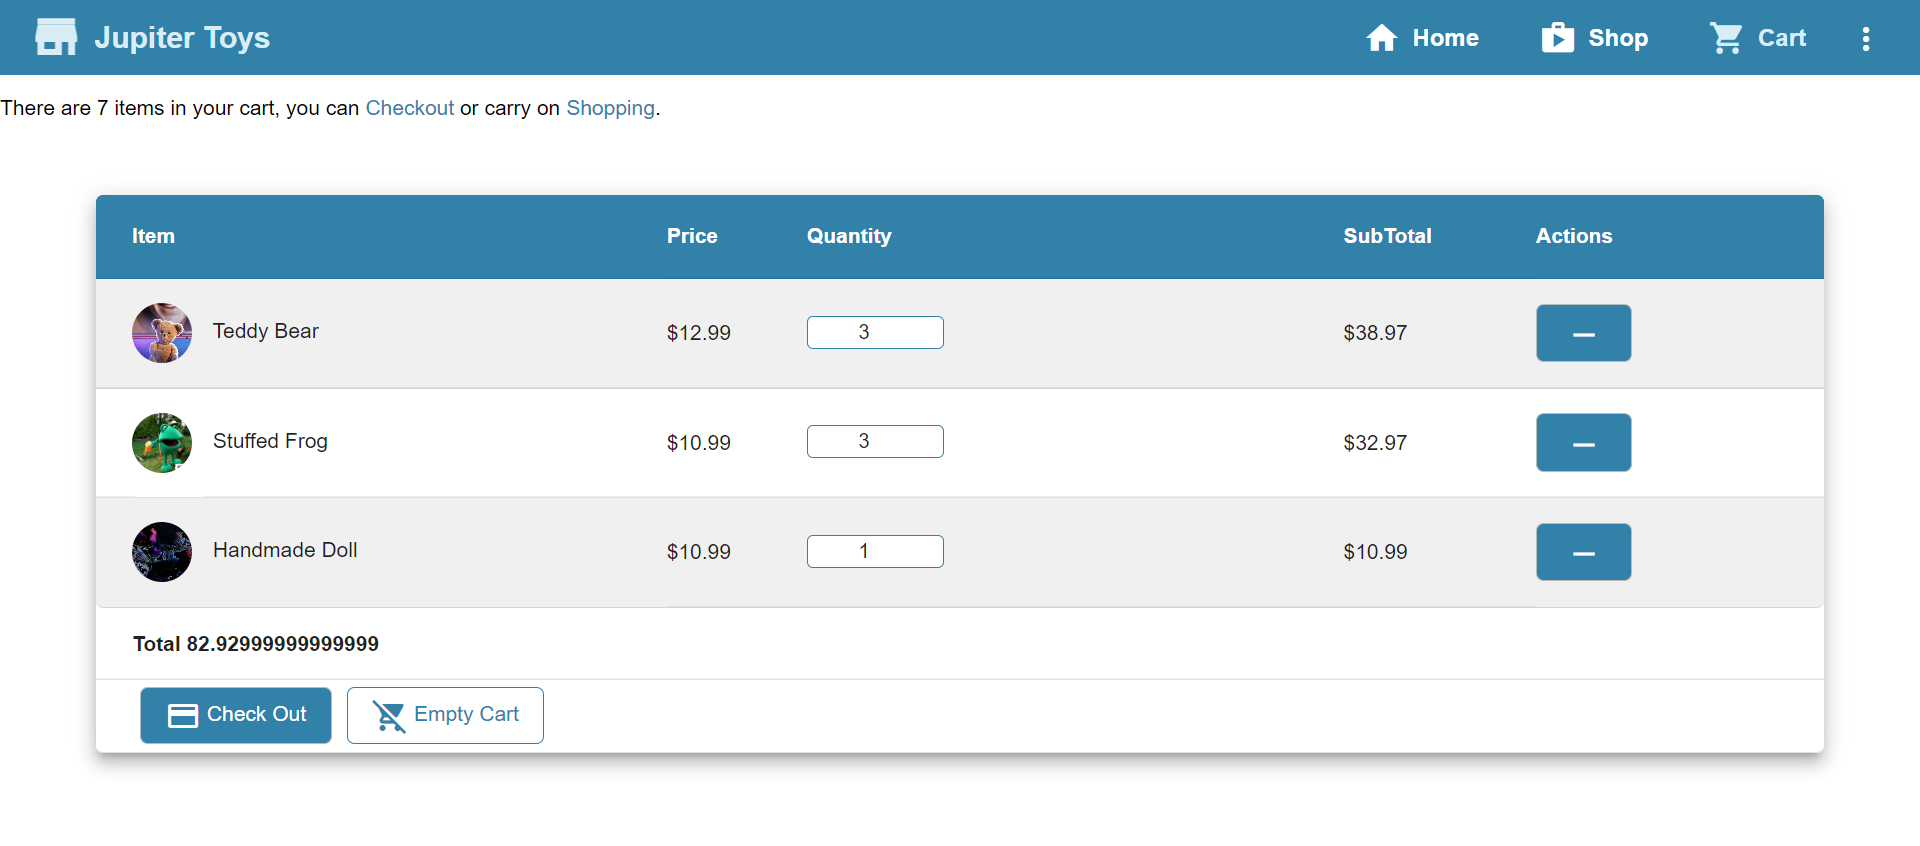 Jupiter Toys Home Shop Cart
There are 7 items in your cart, you can Checkout or carry on Shopping.
Item Price Quantity SubTotal Actions
Teddy Bear $12.99 3 $38.97
Stuffed Frog $10.99 3 $32.97
Handmade Doll $10.99 1 $10.99
Total 82.92999999999999
Check Out Empty Cart